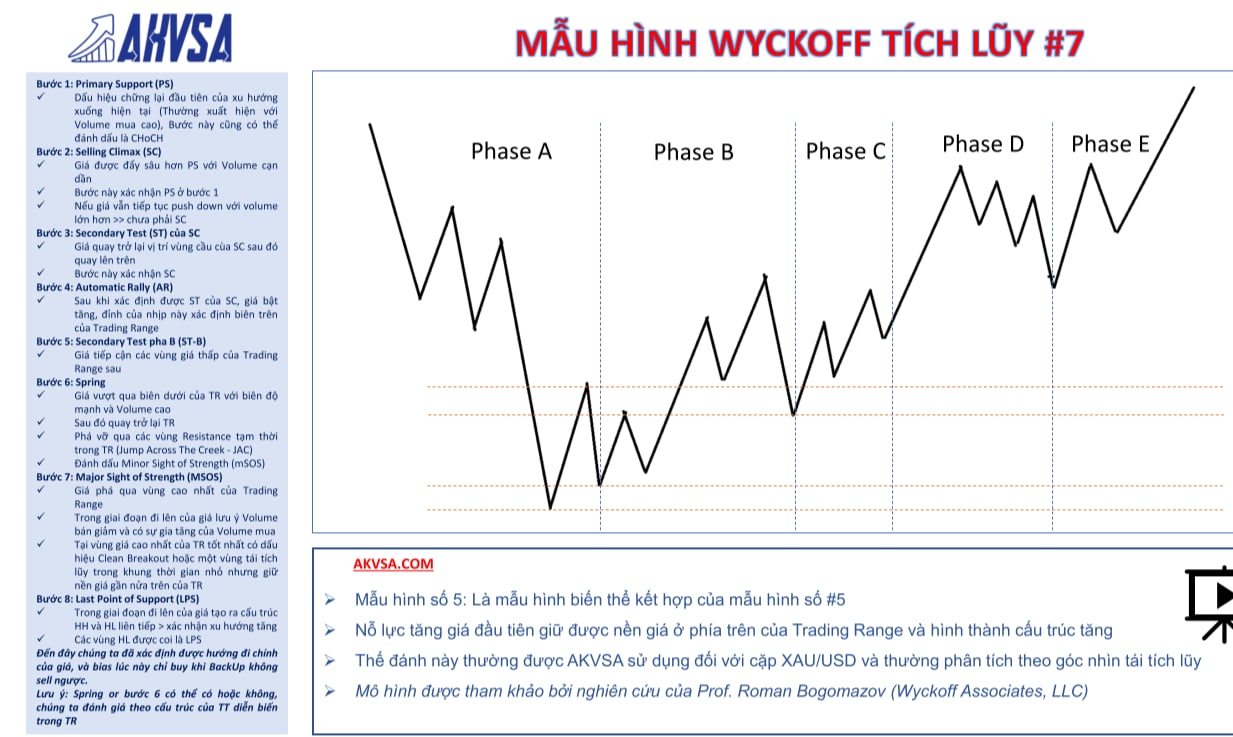 AKVSA
MẪU HÌNH WYCKOFF TÍCH LŨY #7
Bước 1: Primary Support (PS)
✓ Dấu hiệu chững lại đầu tiên của xu hướng
xuống hiện tại (Thường xuất hiện với
Volume mua cao), Bước này cũng có thể
đánh dấu là CHoCH
Bước 2: Selling Climax (SC)
✓ Giá được đẩy sâu hơn PS với Volume cạn
dần
✓ Bước này xác nhận PS ở bước 1
✓ Nếu giá vẫn tiếp tục push down với volume
lớn hơn >> chưa phải SC
Bước 3: Secondary Test (ST) của SC
✓ Giá quay trở lại vị trí vùng cầu của SC sau đó
quay lên trên
✓ Bước này xác nhận SC
Bước 4: Automatic Rally (AR)
✓ Sau khi xác định được ST của SC, giá bật
tăng, đỉnh của nhịp này xác định biên trên
của Trading Range
Bước 5: Secondary Test pha B (ST-B)
✓ Giá tiếp cận các vùng giá thấp của Trading
Range sau
Bước 6: Spring
✓ Giá vượt qua biên dưới của TR với biên độ
mạnh và Volume cao
✓ Sau đó quay trở lại TR
✓ Phá vỡ qua các vùng Resistance tạm thời
trong TR (Jump Across The Creek - JAC)
✓ Đánh dấu Minor Sight of Strength (mSOS)
Bước 7: Major Sight of Strength (MSOS)
✓ Giá phá qua vùng cao nhất của Trading
Range
✓ Trong giai đoạn đi lên của giá lưu ý Volume
bán giảm và có sự gia tăng của Volume mua
✓ Tại vùng giá cao nhất của TR tốt nhất có dấu
hiệu Clean Breakout hoặc một vùng tái tích
lũy trong khung thời gian nhỏ nhưng giữ
nền giá gần nửa trên của TR
Bước 8: Last Point of Support (LPS)
✓ Trong giai đoạn đi lên của giá tạo ra cấu trúc
HH và HL liên tiếp > xác nhận xu hướng tăng
✓ Các vùng HL được coi là LPS
Đến đây chúng ta đã xác định được hướng đi chính
của giá, và bias lúc này chỉ buy khi BackUp không
sell ngược.
Lưu ý: Spring or bước 6 có thể có hoặc không,
chúng ta đánh giá theo cấu trúc của TT diễn biến
trong TR
Phase A
Phase B
Phase C
Phase D
Phase E
AKVSA.COM
➢ Mẫu hình số 5: Là mẫu hình biến thể kết hợp của mẫu hình số #5
➢ Nỗ lực tăng giá đầu tiên giữ được nền giá ở phía trên của Trading Range và hình thành cấu trúc tăng
➢ Thế đánh này thường được AKVSA sử dụng đối với cặp XAU/USD và thường phân tích theo góc nhìn tái tích lũy
➢ Mô hình được tham khảo bởi nghiên cứu của Prof. Roman Bogomazov (Wyckoff Associates, LLC)